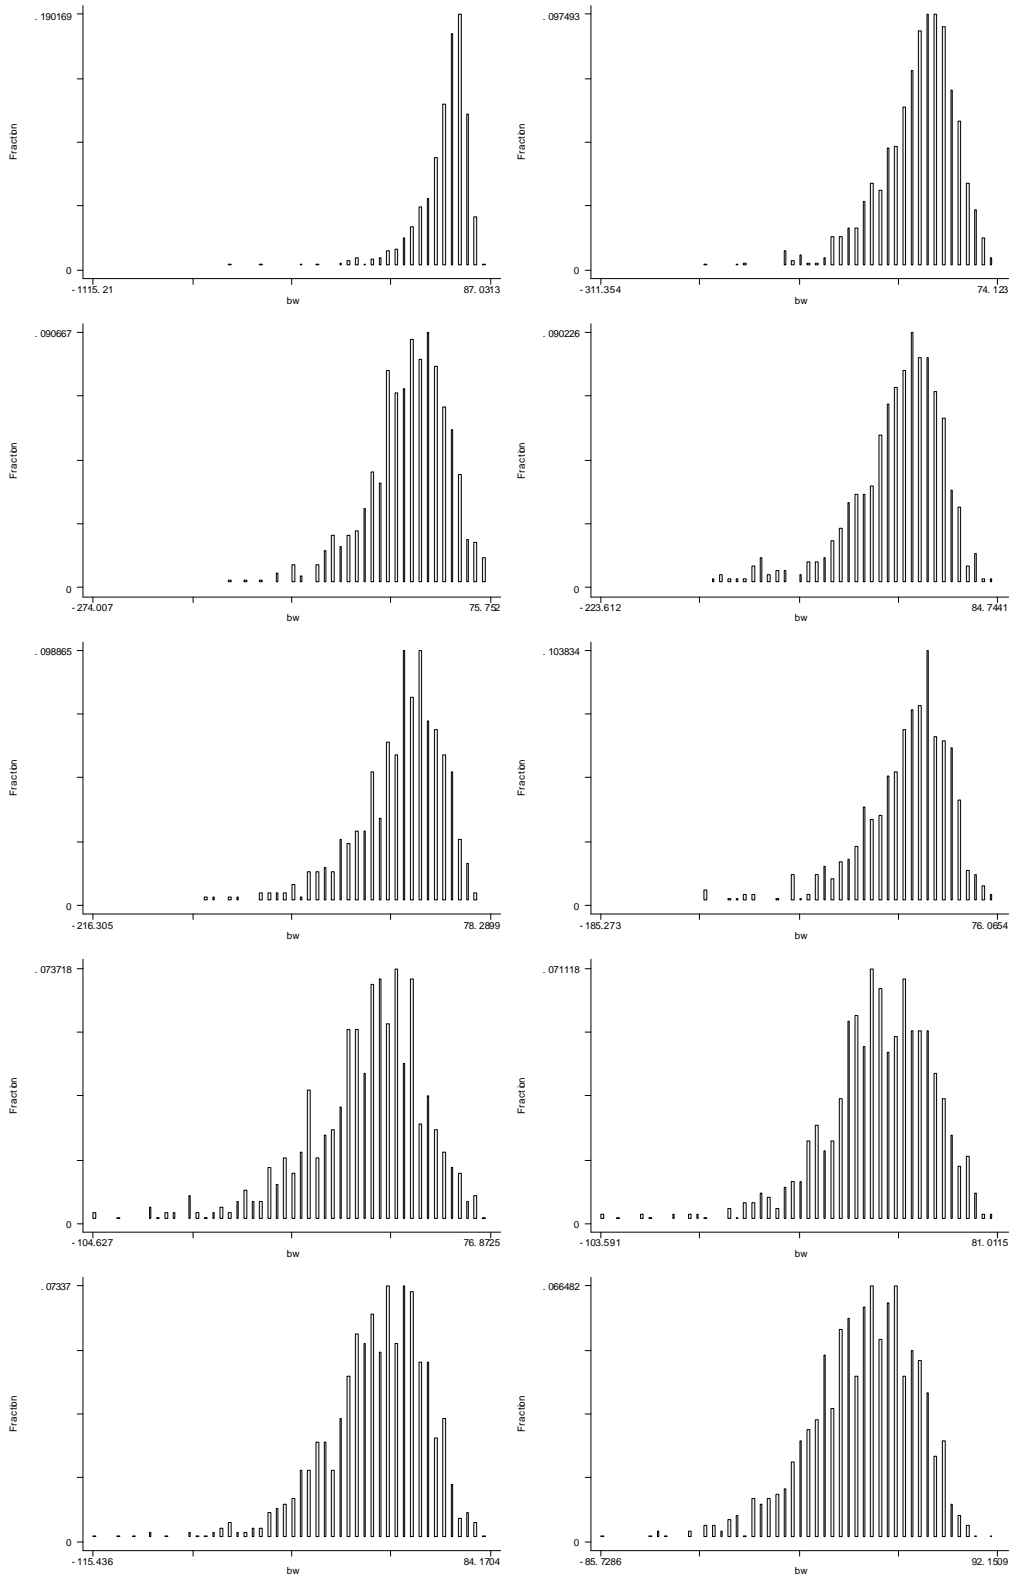 . 190169
Fraction
0
-1115. 21
87. 0313
bw
. 097493
Fraction
0
-311.354
74. 123
bw
. 090667
Fraction
0
-274.007
75. 752
bw
. 090226
Fraction
0
-223.612
84. 7441
bw
. 098865
Fraction
0
-216.305
78. 2899
bw
. 103834
Fraction
0
-185.273
76. 0654
bw
. 073718
Fraction
0
-104.627
76. 8725
bw
. 071118
Fraction
0
-103.591
81. 0115
bw
. 07337
Fraction
0
-115.436
84. 1704
bw
. 066482
Fraction
0
-85. 7286
92. 1509
bw